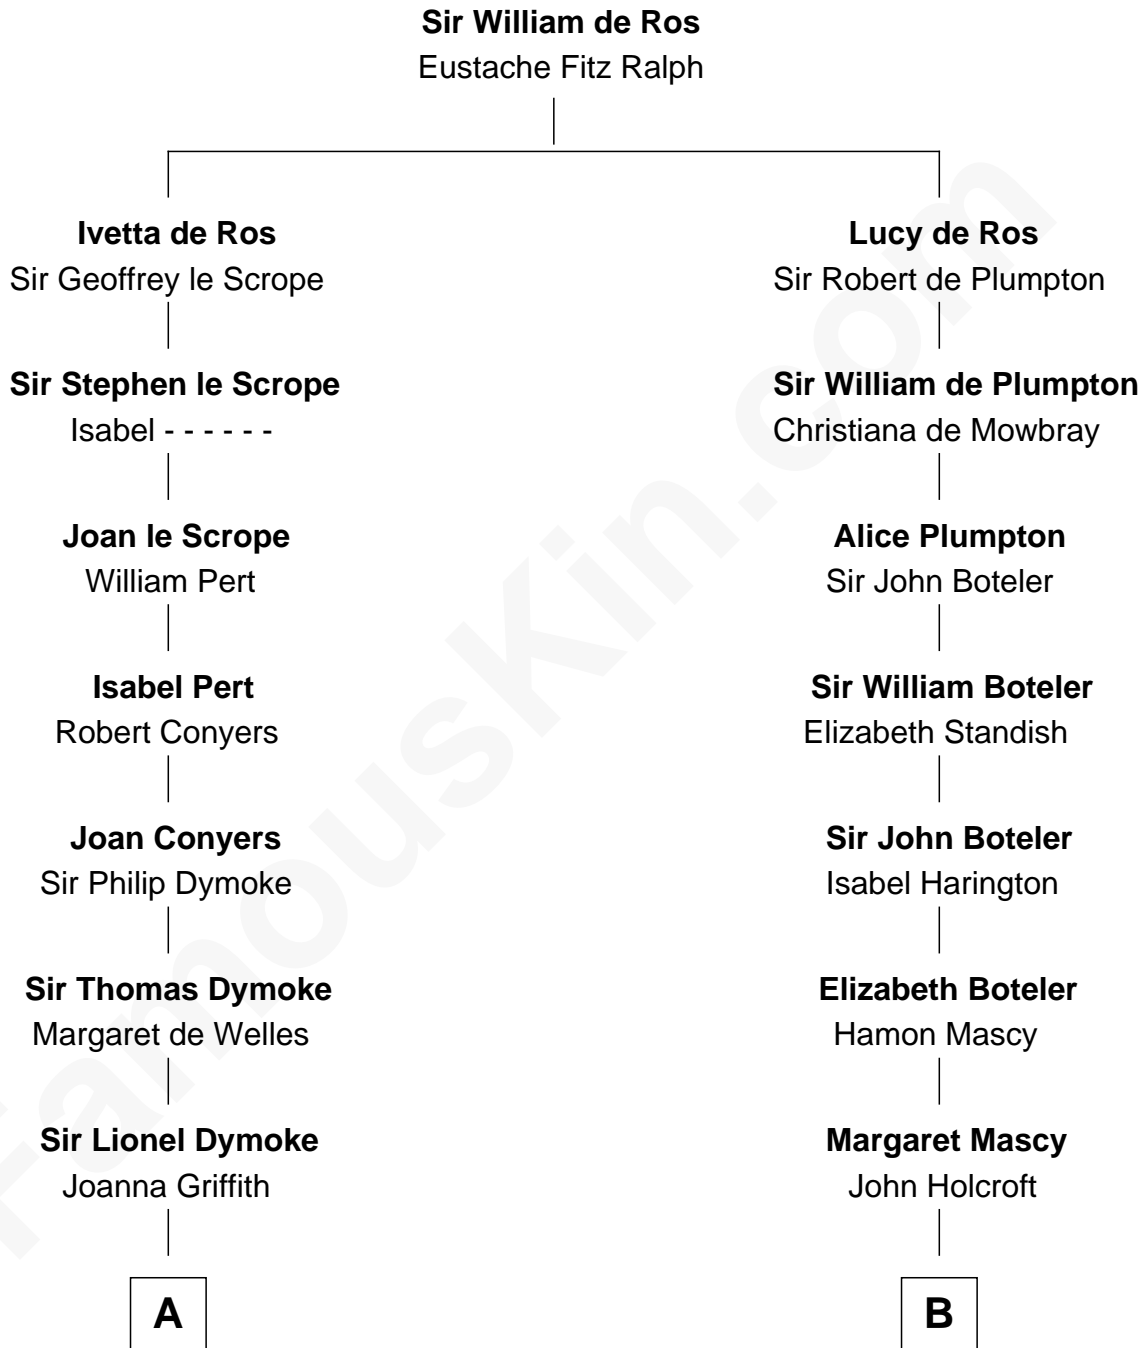 Sir William de Ros
Eustache Fitz Ralph
Ivetta de Ros
Sir Geoffrey le Scrope
Lucy de Ros
Sir Robert de Plumpton
Sir Stephen le Scrope
Isabel - - - - - -
Sir William de Plumpton
Christiana de Mowbray
Joan le Scrope
William Pert
Alice Plumpton
Sir John Boteler
Isabel Pert
Robert Conyers
Sir William Boteler
Elizabeth Standish
Joan Conyers
Sir Philip Dymoke
Sir John Boteler
Isabel Harington
Sir Thomas Dymoke
Margaret de Welles
Elizabeth Boteler
Hamon Mascy
Sir Lionel Dymoke
Joanna Griffith
Margaret Mascy
John Holcroft
A
B
FamousKin.com